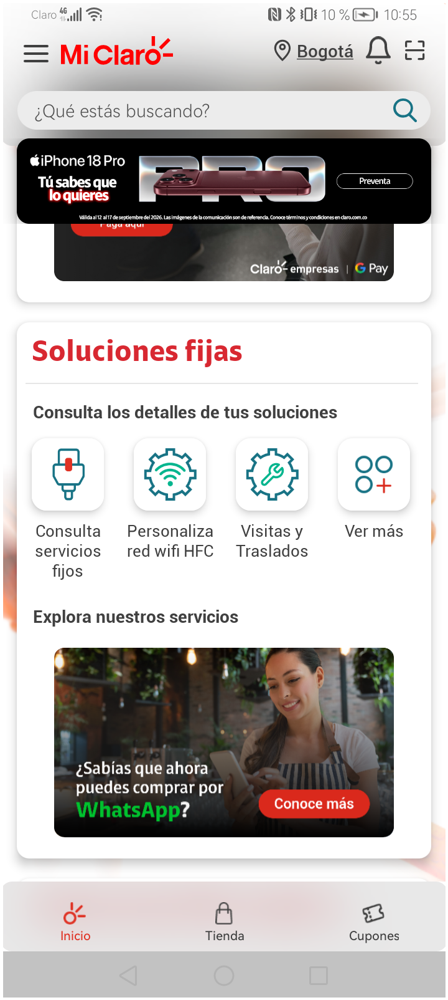 Claro 4G 10 % 10:55
Mi Claro Bogotá
¿Qué estás buscando?
iPhone 18 Pro
Tú sabes que
lo quieres
PRO
Preventa
Válida al 12 al 17 de septiembre del 2026. Las imágenes de la comunicación son de referencia. Conoce términos y condiciones en claro.com.co
Paga aquí
Claro empresas | G Pay
Soluciones fijas
Consulta los detalles de tus soluciones
Consulta
servicios
fijos
Personaliza
red wifi HFC
Visitas y
Traslados
Ver más
Explora nuestros servicios
¿Sabías que ahora
puedes comprar por
WhatsApp?
Conoce más
Inicio
Tienda
Cupones